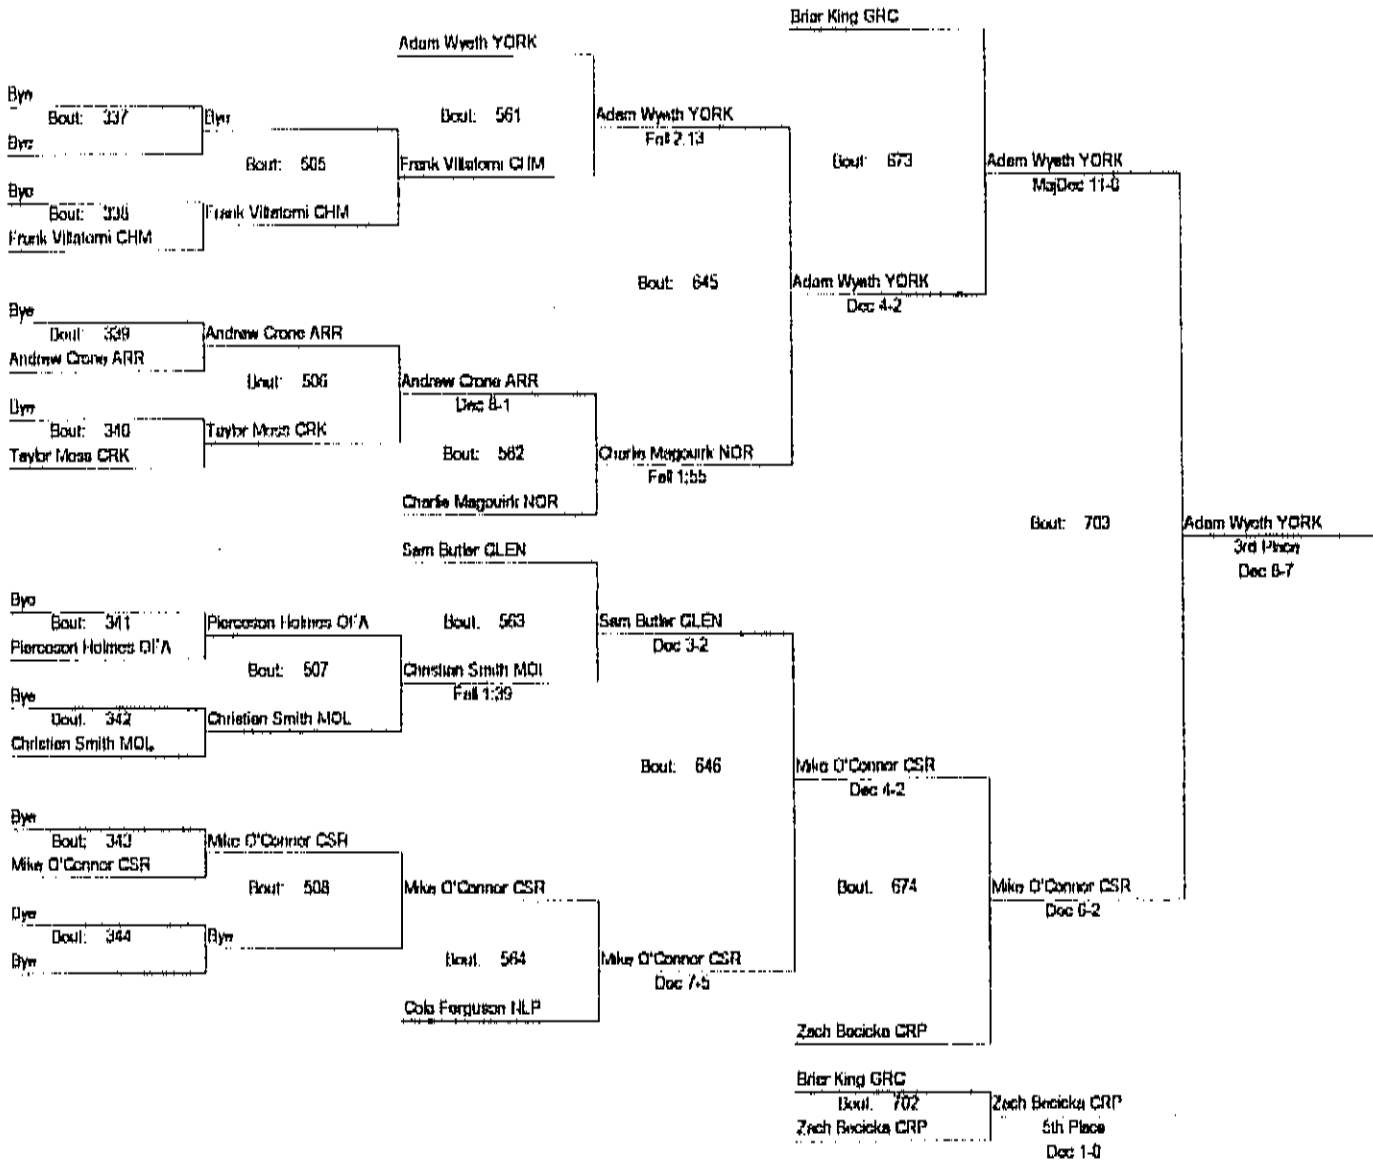 Brier King GRC
Adam Wyeth YORK
Bye
Bout: 337
Bye
Bye
Bout: 561
Adam Wyeth YORK
Fall 2:13
Bout: 505
Frank Villatomi CHM
Bout: 673
Adam Wyeth YORK
MajDec 11-0
Bye
Bout: 338
Frank Villatomi CHM
Frank Villatomi CHM
Bout: 645
Adam Wyeth YORK
Dec 4-2
Bye
Bout: 339
Andrew Crone ARR
Andrew Crone ARR
Bout: 506
Andrew Crone ARR
Dec 8-1
Bye
Bout: 340
Taylor Moss CRK
Taylor Moss CRK
Bout: 562
Charlie Magouirk NOR
Fall 1:55
Charlie Magouirk NOR
Bout: 703
Adam Wyeth YORK
3rd Place
Dec 8-7
Sam Butler GLEN
Bye
Bout: 341
Pierceson Holmes OFA
Pierceson Holmes OFA
Bout: 563
Sam Butler GLEN
Dec 3-2
Bout: 507
Christian Smith MOL
Fall 1:39
Bye
Bout: 342
Christian Smith MOL
Christian Smith MOL
Bout: 646
Mike O'Connor CSR
Dec 4-2
Bye
Bout: 343
Mike O'Connor CSR
Mike O'Connor CSR
Bout: 508
Mike O'Connor CSR
Bout: 674
Mike O'Connor CSR
Dec 6-2
Bye
Bout: 344
Bye
Bye
Bout: 564
Mike O'Connor CSR
Dec 7-5
Cole Ferguson NLP
Zach Becicka CRP
Brier King GRC
Bout: 702
Zach Becicka CRP
Zach Becicka CRP
5th Place
Dec 1-0